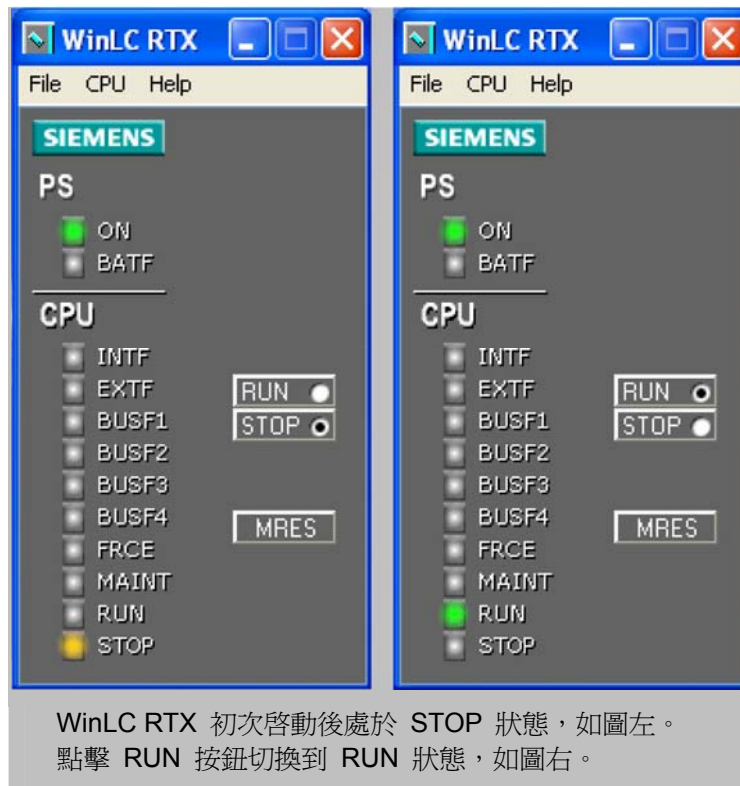 WinLC RTX
File CPU Help
SIEMENS
PS
ON
BATF
CPU
INTF
EXTF
BUSF1
BUSF2
BUSF3
BUSF4
FRCE
MAINT
RUN
STOP
RUN
STOP
MRES
WinLC RTX
File CPU Help
SIEMENS
PS
ON
BATF
CPU
INTF
EXTF
BUSF1
BUSF2
BUSF3
BUSF4
FRCE
MAINT
RUN
STOP
RUN
STOP
MRES
WinLC RTX 初次啓動後處於 STOP 狀態，如圖左。
點擊 RUN 按鈕切換到 RUN 狀態，如圖右。